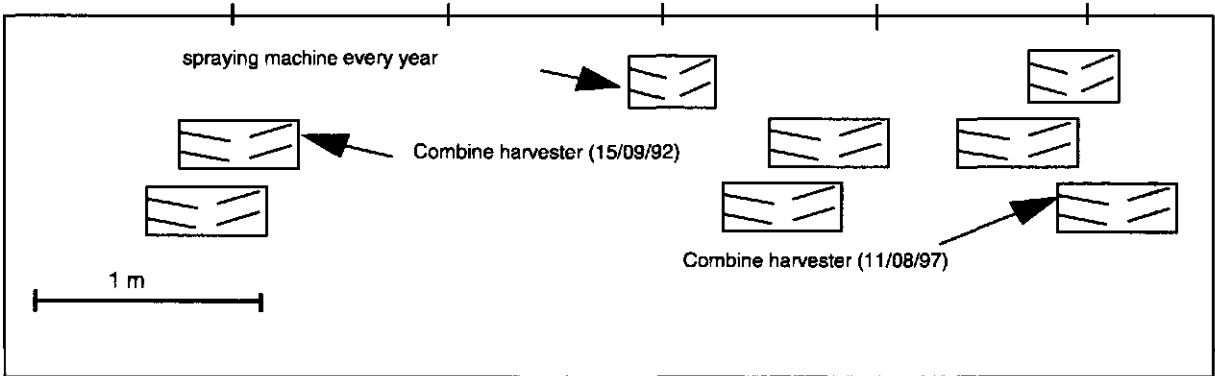 spraying machine every year
Combine harvester (15/09/92)
Combine harvester (11/08/97)
1 m